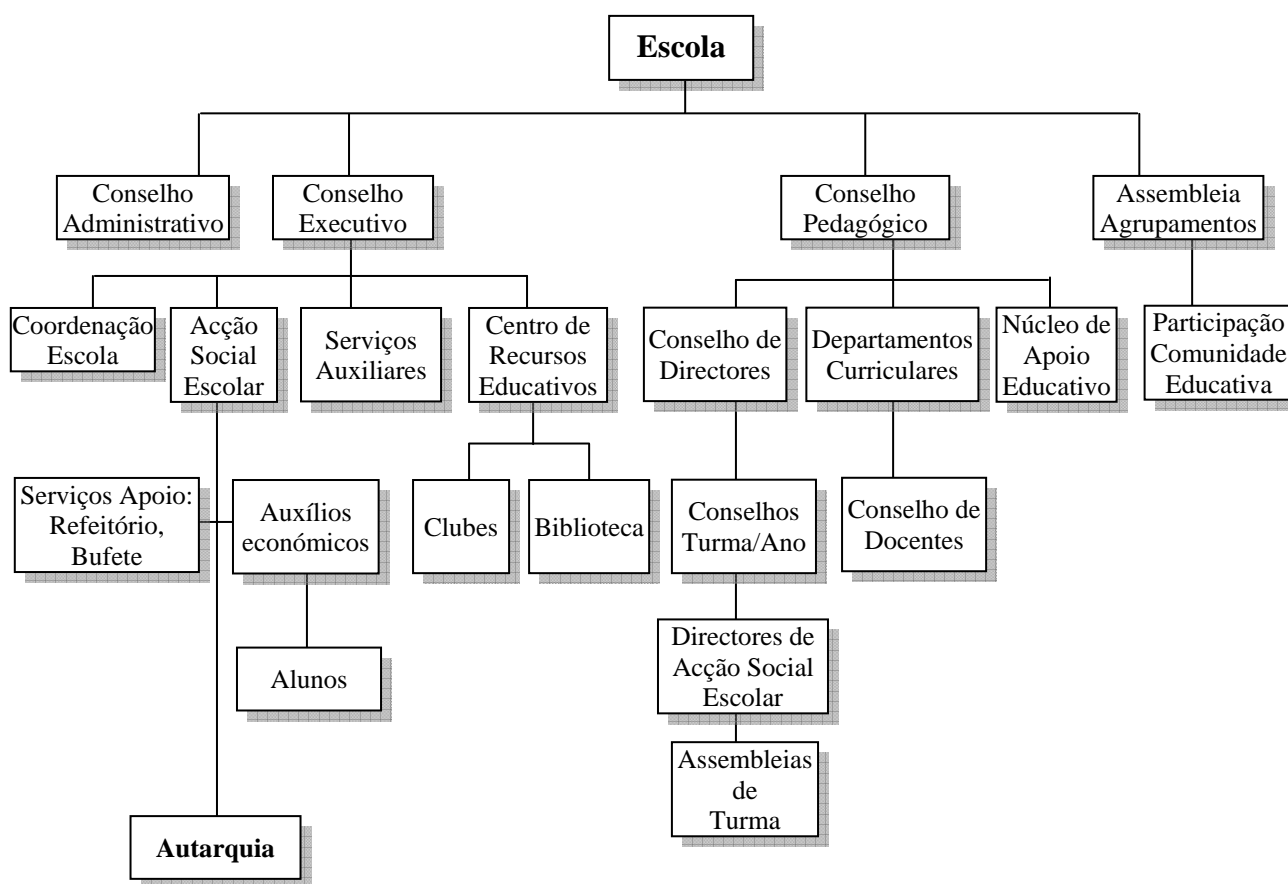 Escola
Conselho
Administrativo
Conselho
Executivo
Conselho
Pedagógico
Assembleia
Agrupamentos
Coordenação
Escola
Acção
Social
Escolar
Serviços
Auxiliares
Centro de
Recursos
Educativos
Conselho de
Directores
Departamentos
Curriculares
Núcleo de
Apoio
Educativo
Participação
Comunidade
Educativa
Serviços Apoio:
Refeitório,
Bufete
Auxílios
económicos
Clubes
Biblioteca
Conselhos
Turma/Ano
Conselho de
Docentes
Alunos
Directores de
Acção Social
Escolar
Assembleias
de
Turma
Autarquia